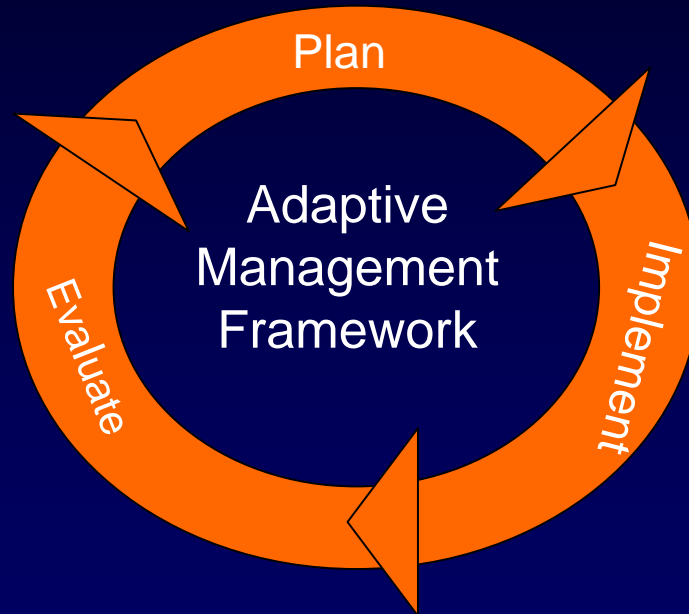 Plan
Adaptive
Management
Framework
Implement
Evaluate